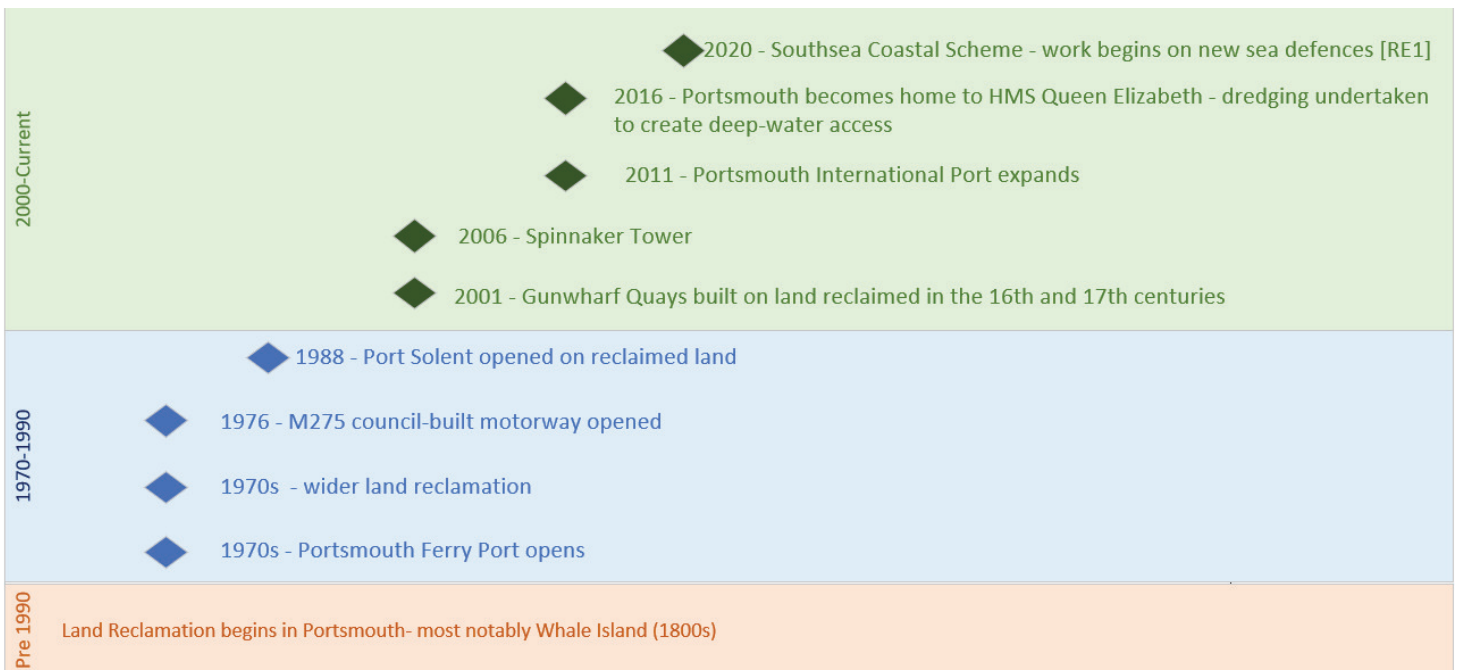 2000-Current
2020 - Southsea Coastal Scheme - work begins on new sea defences [RE1]
2016 - Portsmouth becomes home to HMS Queen Elizabeth - dredging undertaken
to create deep-water access
2011 - Portsmouth International Port expands
2006 - Spinnaker Tower
2001 - Gunwharf Quays built on land reclaimed in the 16th and 17th centuries
1970-1990
1988 - Port Solent opened on reclaimed land
1976 - M275 council-built motorway opened
1970s  - wider land reclamation
1970s - Portsmouth Ferry Port opens
Pre 1990
Land Reclamation begins in Portsmouth- most notably Whale Island (1800s)